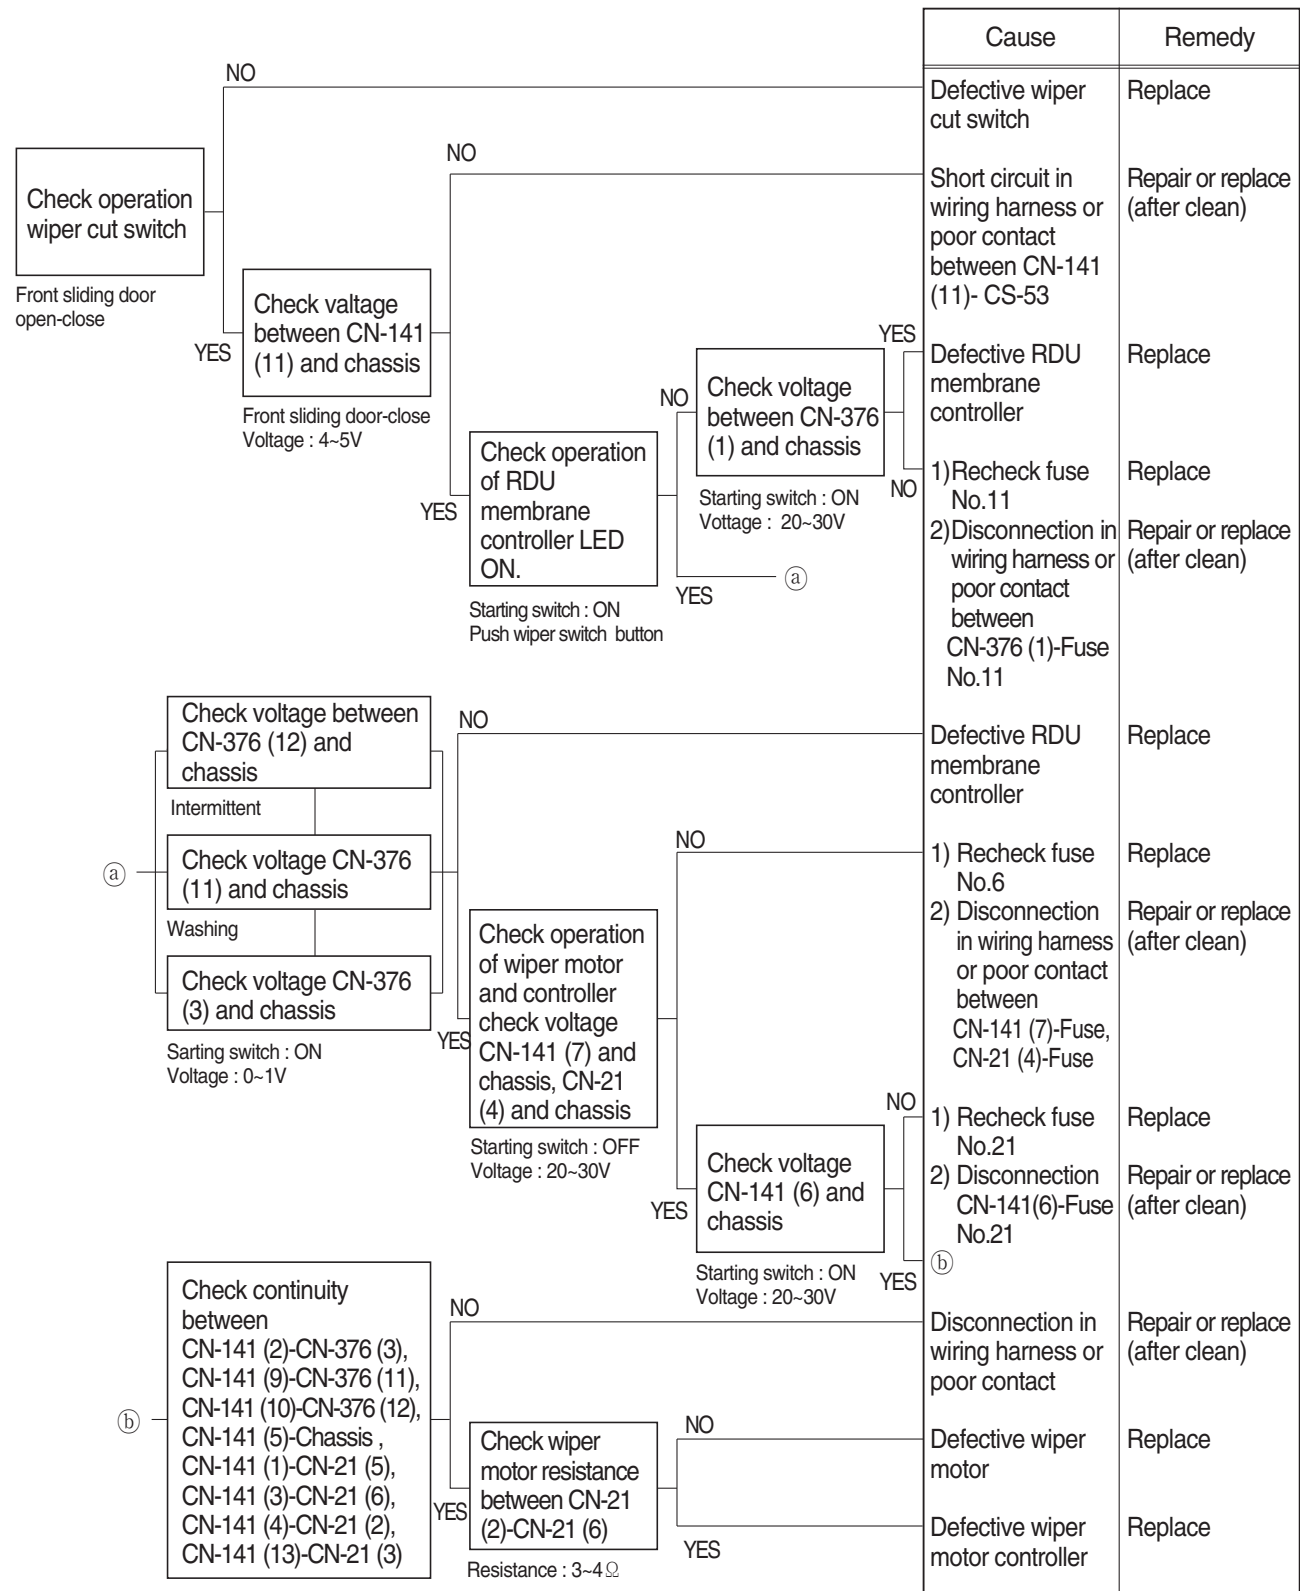 Cause
Remedy
NO
Defective wiper
cut switch
Replace
Check operation
wiper cut switch
Front sliding door
open-close
NO
Short circuit in
wiring harness or
poor contact
between CN-141
(11)- CS-53
Repair or replace
(after clean)
YES
Check valtage
between CN-141
(11) and chassis
Front sliding door-close
Voltage : 4~5V
YES
Check operation
of RDU
membrane
controller LED
ON.
Starting switch : ON
Push wiper switch button
NO
Check voltage
between CN-376
(1) and chassis
Starting switch : ON
Vottage : 20~30V
YES
Defective RDU
membrane
controller
Replace
NO
1)Recheck fuse
No.11
Replace
2)Disconnection in
wiring harness or
poor contact
between
CN-376 (1)-Fuse
No.11
Repair or replace
(after clean)
YES
ⓐ
ⓐ
Check voltage between
CN-376 (12) and
chassis
Intermittent
Check voltage CN-376
(11) and chassis
Washing
Check voltage CN-376
(3) and chassis
Sarting switch : ON
Voltage : 0~1V
NO
Defective RDU
membrane
controller
Replace
YES
Check operation
of wiper motor
and controller
check voltage
CN-141 (7) and
chassis, CN-21
(4) and chassis
Starting switch : OFF
Voltage : 20~30V
NO
1) Recheck fuse
No.6
Replace
2) Disconnection
in wiring harness
or poor contact
between
CN-141 (7)-Fuse,
CN-21 (4)-Fuse
Repair or replace
(after clean)
YES
Check voltage
CN-141 (6) and
chassis
Starting switch : ON
Voltage : 20~30V
NO
1) Recheck fuse
No.21
Replace
2) Disconnection
CN-141(6)-Fuse
No.21
Repair or replace
(after clean)
YES
ⓑ
ⓑ
Check continuity
between
CN-141 (2)-CN-376 (3),
CN-141 (9)-CN-376 (11),
CN-141 (10)-CN-376 (12),
CN-141 (5)-Chassis ,
CN-141 (1)-CN-21 (5),
CN-141 (3)-CN-21 (6),
CN-141 (4)-CN-21 (2),
CN-141 (13)-CN-21 (3)
NO
Disconnection in
wiring harness or
poor contact
Repair or replace
(after clean)
YES
Check wiper
motor resistance
between CN-21
(2)-CN-21 (6)
Resistance : 3~4Ω
NO
Defective wiper
motor
Replace
YES
Defective wiper
motor controller
Replace